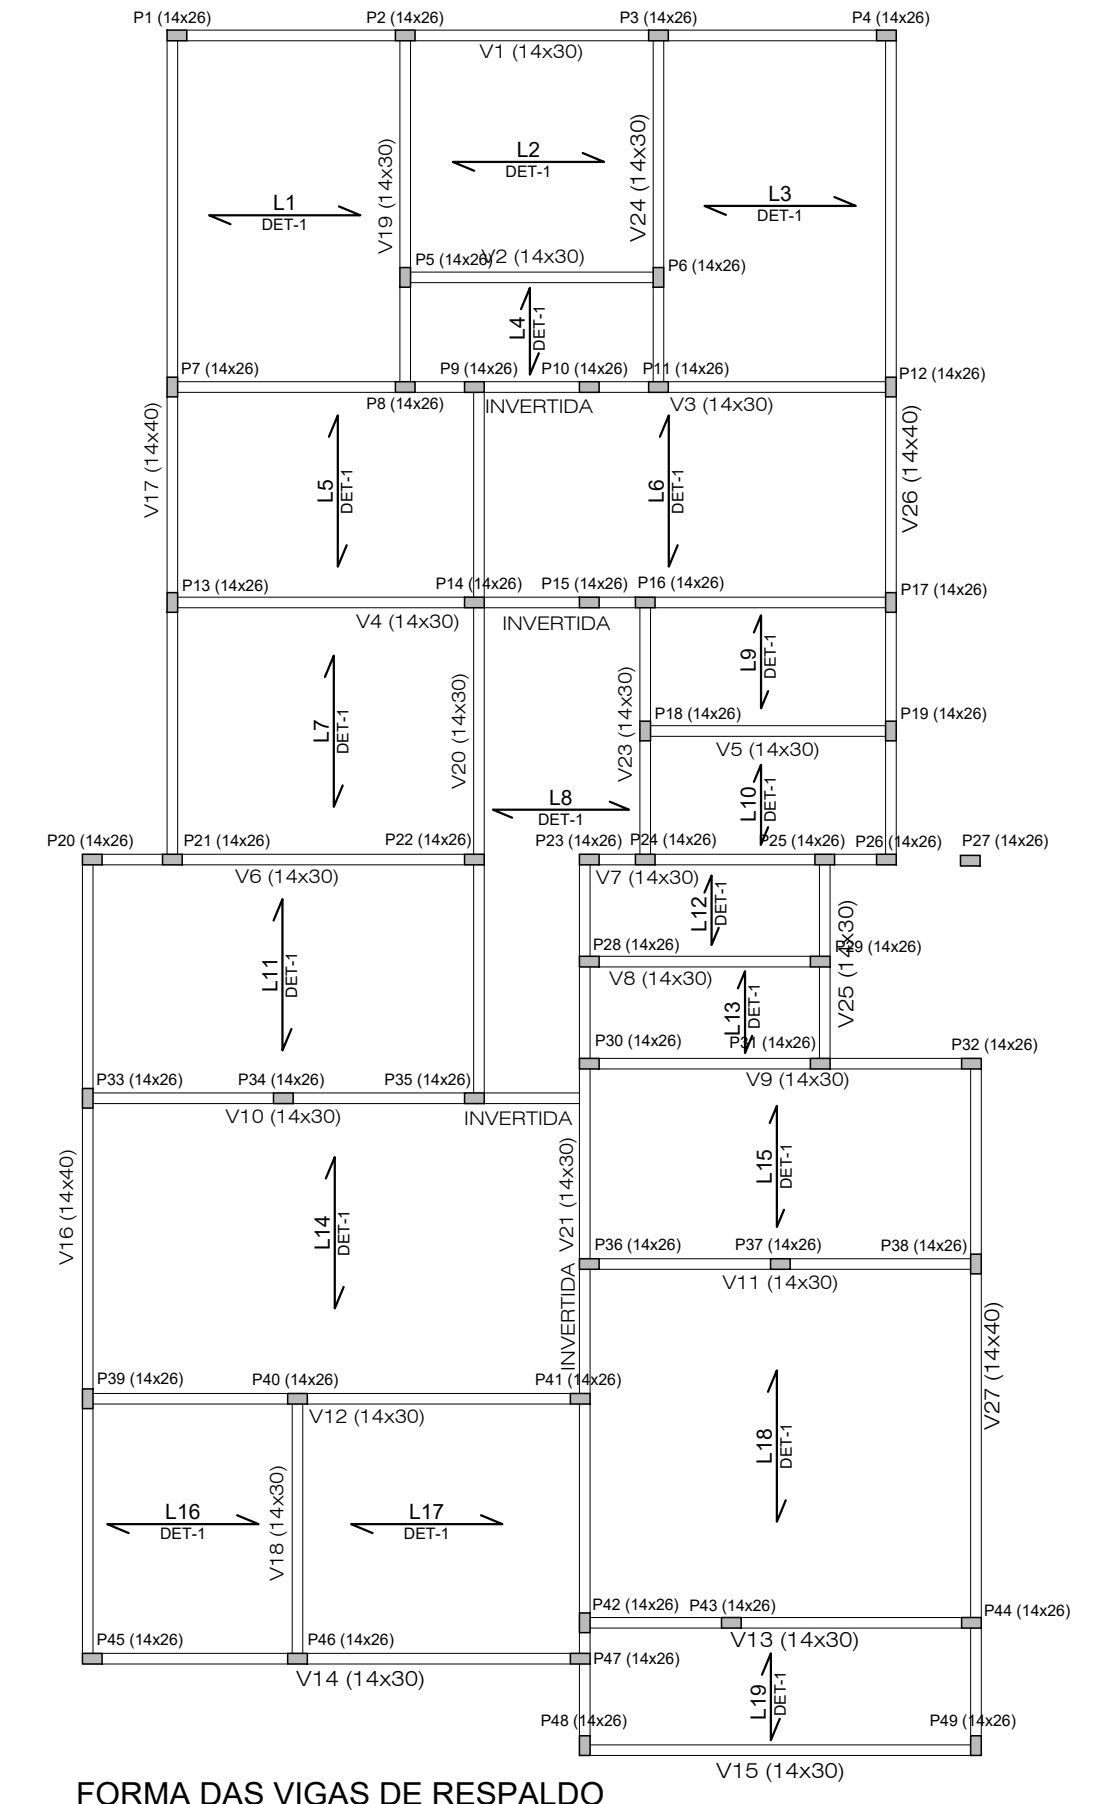 P1 (14x26)
P2 (14x26)
P3 (14x26)
P4 (14x26)
V1 (14x30)
L1
DET-1
V19 (14x30)
L2
DET-1
V24 (14x30)
L3
DET-1
P5 (14x26)
V2 (14x30)
P6 (14x26)
L4
DET-1
P7 (14x26)
P8 (14x26)
P9 (14x26)
P10 (14x26)
P11 (14x26)
P12 (14x26)
INVERTIDA
V3 (14x30)
V17 (14x40)
L5
DET-1
L6
DET-1
V26 (14x40)
P13 (14x26)
P14 (14x26)
P15 (14x26)
P16 (14x26)
P17 (14x26)
V4 (14x30)
INVERTIDA
L7
DET-1
V20 (14x30)
V23 (14x30)
L9
DET-1
P18 (14x26)
P19 (14x26)
V5 (14x30)
L8
DET-1
L10
DET-1
P20 (14x26)
P21 (14x26)
P22 (14x26)
P23 (14x26)
P24 (14x26)
P25 (14x26)
P26 (14x26)
P27 (14x26)
V6 (14x30)
V7 (14x30)
L11
DET-1
L12
DET-1
P28 (14x26)
P29 (14x26)
V8 (14x30)
V25 (14x30)
L13
DET-1
P30 (14x26)
P31 (14x26)
P32 (14x26)
V9 (14x30)
P33 (14x26)
P34 (14x26)
P35 (14x26)
V10 (14x30)
INVERTIDA
V16 (14x40)
L14
DET-1
V21 (14x30)
INVERTIDA
L15
DET-1
P36 (14x26)
P37 (14x26)
P38 (14x26)
V11 (14x30)
V27 (14x40)
P39 (14x26)
P40 (14x26)
P41 (14x26)
V12 (14x30)
L18
DET-1
L16
DET-1
V18 (14x30)
L17
DET-1
P42 (14x26)
P43 (14x26)
P44 (14x26)
V13 (14x30)
P45 (14x26)
P46 (14x26)
P47 (14x26)
V14 (14x30)
L19
DET-1
P48 (14x26)
P49 (14x26)
V15 (14x30)
FORMA DAS VIGAS DE RESPALDO